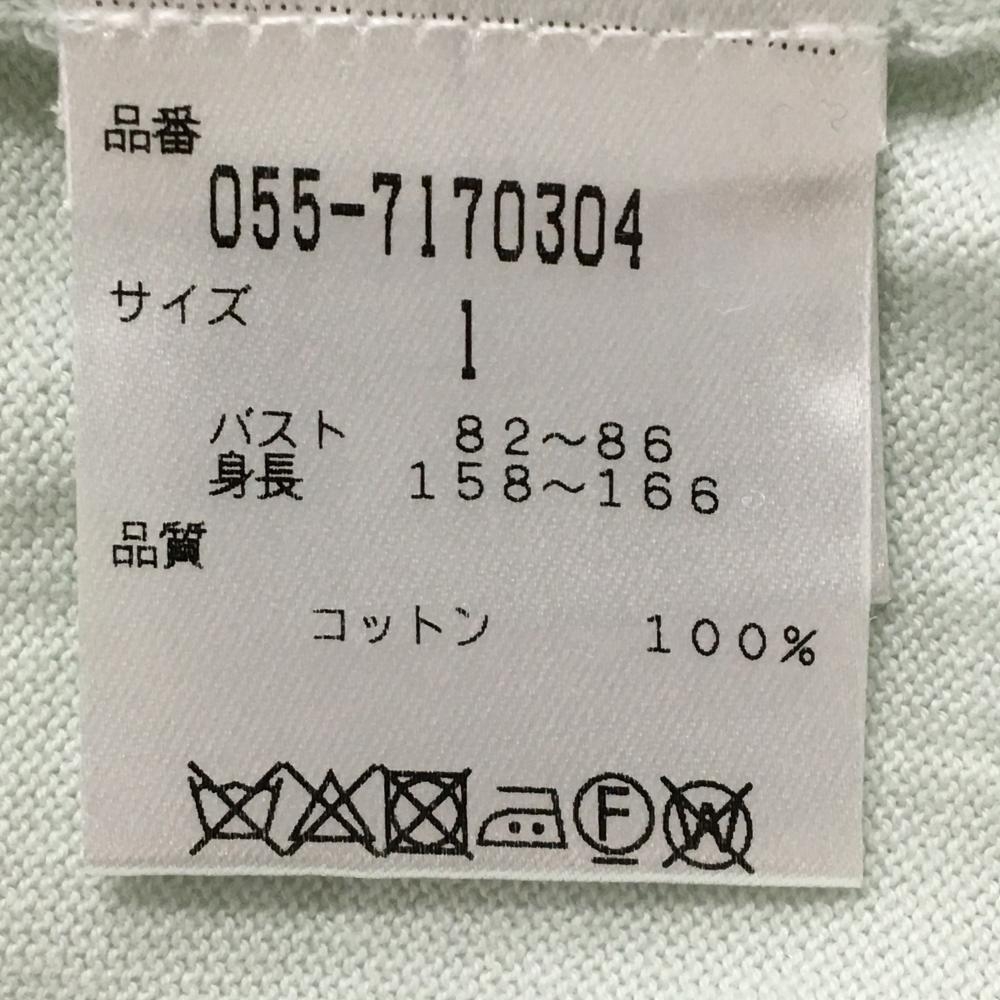 品番
055-7170304
サイズ
1
バスト 82〜86
身長 158〜166
品質
コットン 100%
F W